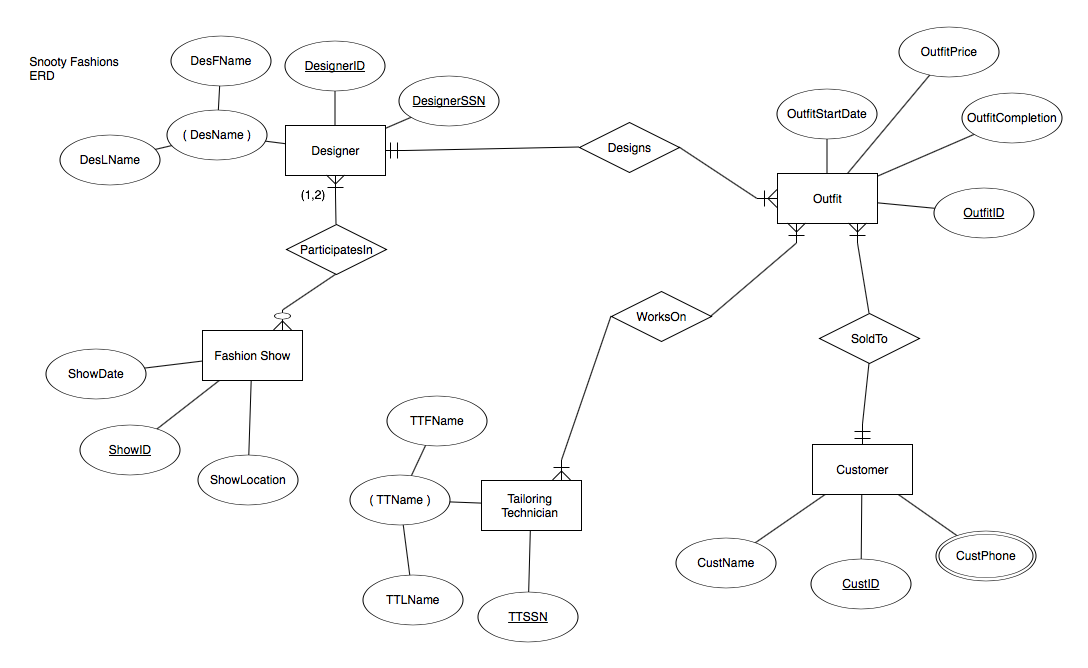 Snooty Fashions
ERD
DesFName
DesignerID
DesignerSSN
( DesName )
DesLName
Designer
(1,2)
ParticipatesIn
Designs
OutfitPrice
OutfitStartDate
OutfitCompletion
Outfit
OutfitID
WorksOn
SoldTo
Fashion Show
ShowDate
ShowID
ShowLocation
TTFName
( TTName )
Tailoring
Technician
TTLName
TTSSN
Customer
CustName
CustID
CustPhone